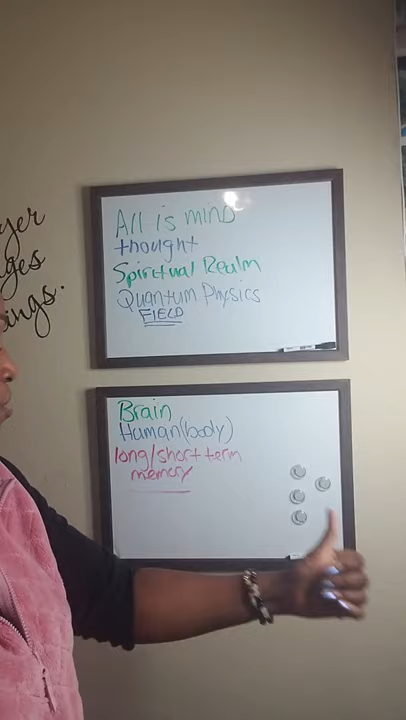 All is mind
thought
Spiritual Realm
Quantum Physics
FIELD
Brain
Human(body)
long/short term
memory